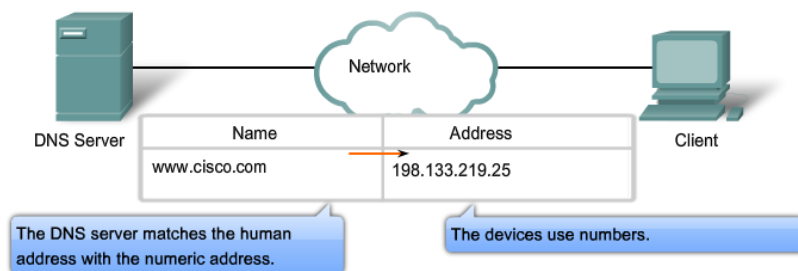 Network
DNS Server
Client
Name Address
www.cisco.com 198.133.219.25
The DNS server matches the human
address with the numeric address.
The devices use numbers.